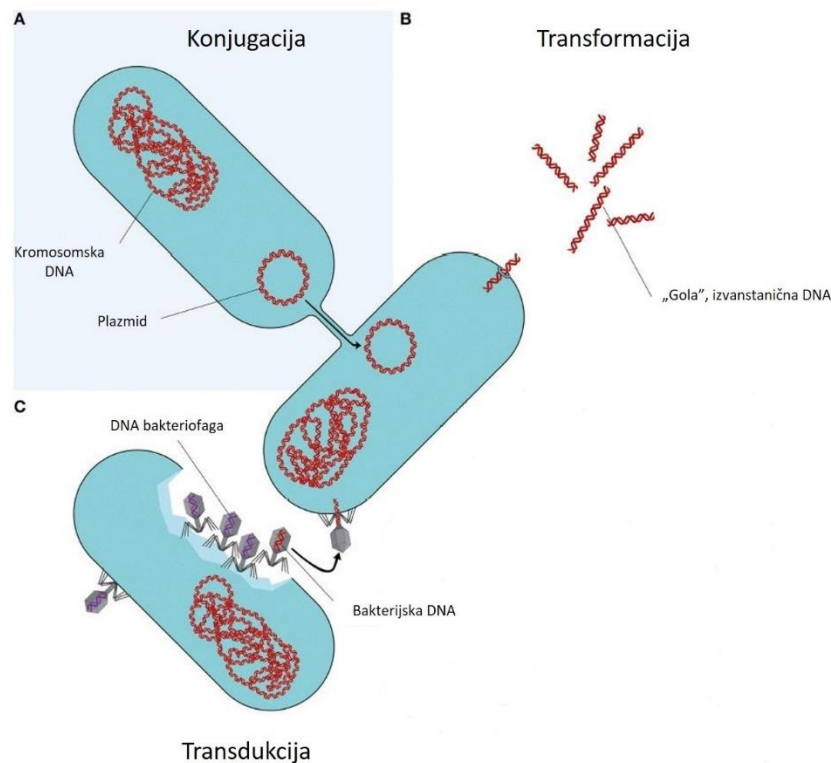 A
Konjugacija
B
Transformacija
Kromosomska
DNA
Plazmid
„Gola”, izvanstanična DNA
C
DNA bakteriofaga
Bakterijska DNA
Transdukcija